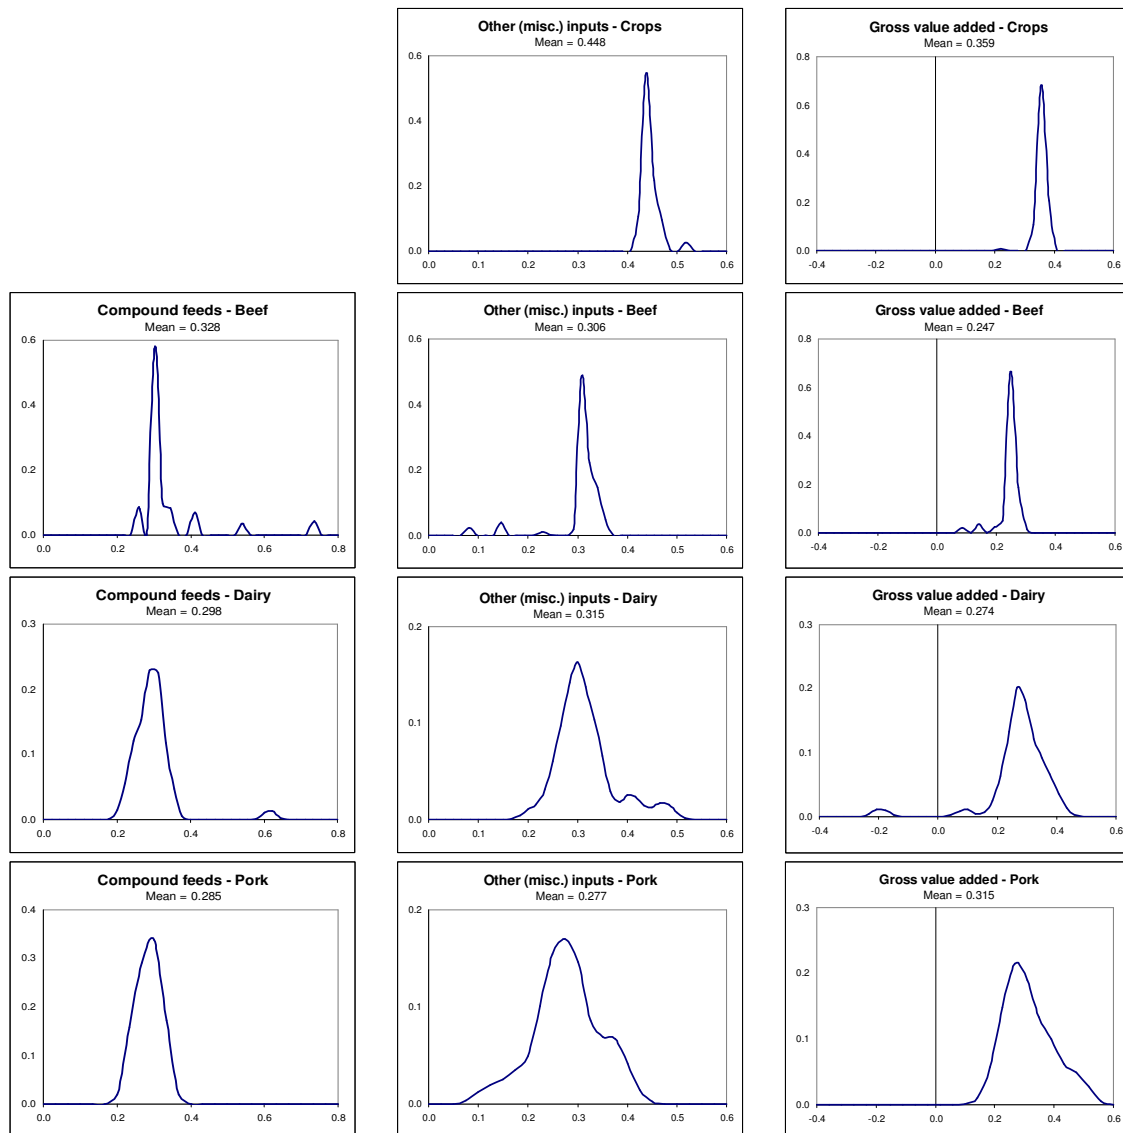 Other (misc.) inputs - Crops
Mean = 0.448
0.6
0.4
0.2
0.0
0.0 0.1 0.2 0.3 0.4 0.5 0.6
Gross value added - Crops
Mean = 0.359
0.8
0.6
0.4
0.2
0.0
-0.4 -0.2 0.0 0.2 0.4 0.6
Compound feeds - Beef
Mean = 0.328
0.6
0.4
0.2
0.0
0.0 0.2 0.4 0.6 0.8
Other (misc.) inputs - Beef
Mean = 0.306
0.6
0.4
0.2
0.0
0.0 0.1 0.2 0.3 0.4 0.5 0.6
Gross value added - Beef
Mean = 0.247
0.8
0.6
0.4
0.2
0.0
-0.4 -0.2 0.0 0.2 0.4 0.6
Compound feeds - Dairy
Mean = 0.298
0.3
0.2
0.1
0.0
0.0 0.2 0.4 0.6 0.8
Other (misc.) inputs - Dairy
Mean = 0.315
0.2
0.1
0.0
0.0 0.1 0.2 0.3 0.4 0.5 0.6
Gross value added - Dairy
Mean = 0.274
0.3
0.2
0.1
0.0
-0.4 -0.2 0.0 0.2 0.4 0.6
Compound feeds - Pork
Mean = 0.285
0.4
0.3
0.2
0.1
0.0
0.0 0.2 0.4 0.6 0.8
Other (misc.) inputs - Pork
Mean = 0.277
0.2
0.1
0.0
0.0 0.1 0.2 0.3 0.4 0.5 0.6
Gross value added - Pork
Mean = 0.315
0.3
0.2
0.1
0.0
-0.4 -0.2 0.0 0.2 0.4 0.6